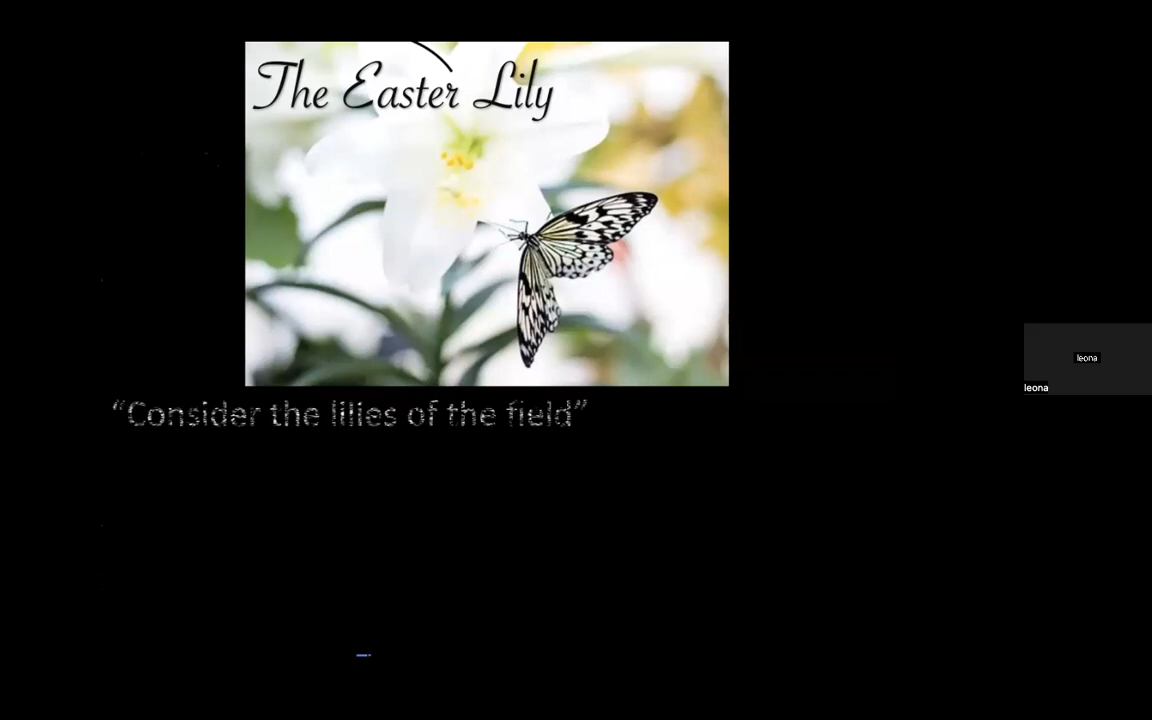 The Easter Lily
“Consider the lilies of the field”
leona
leona